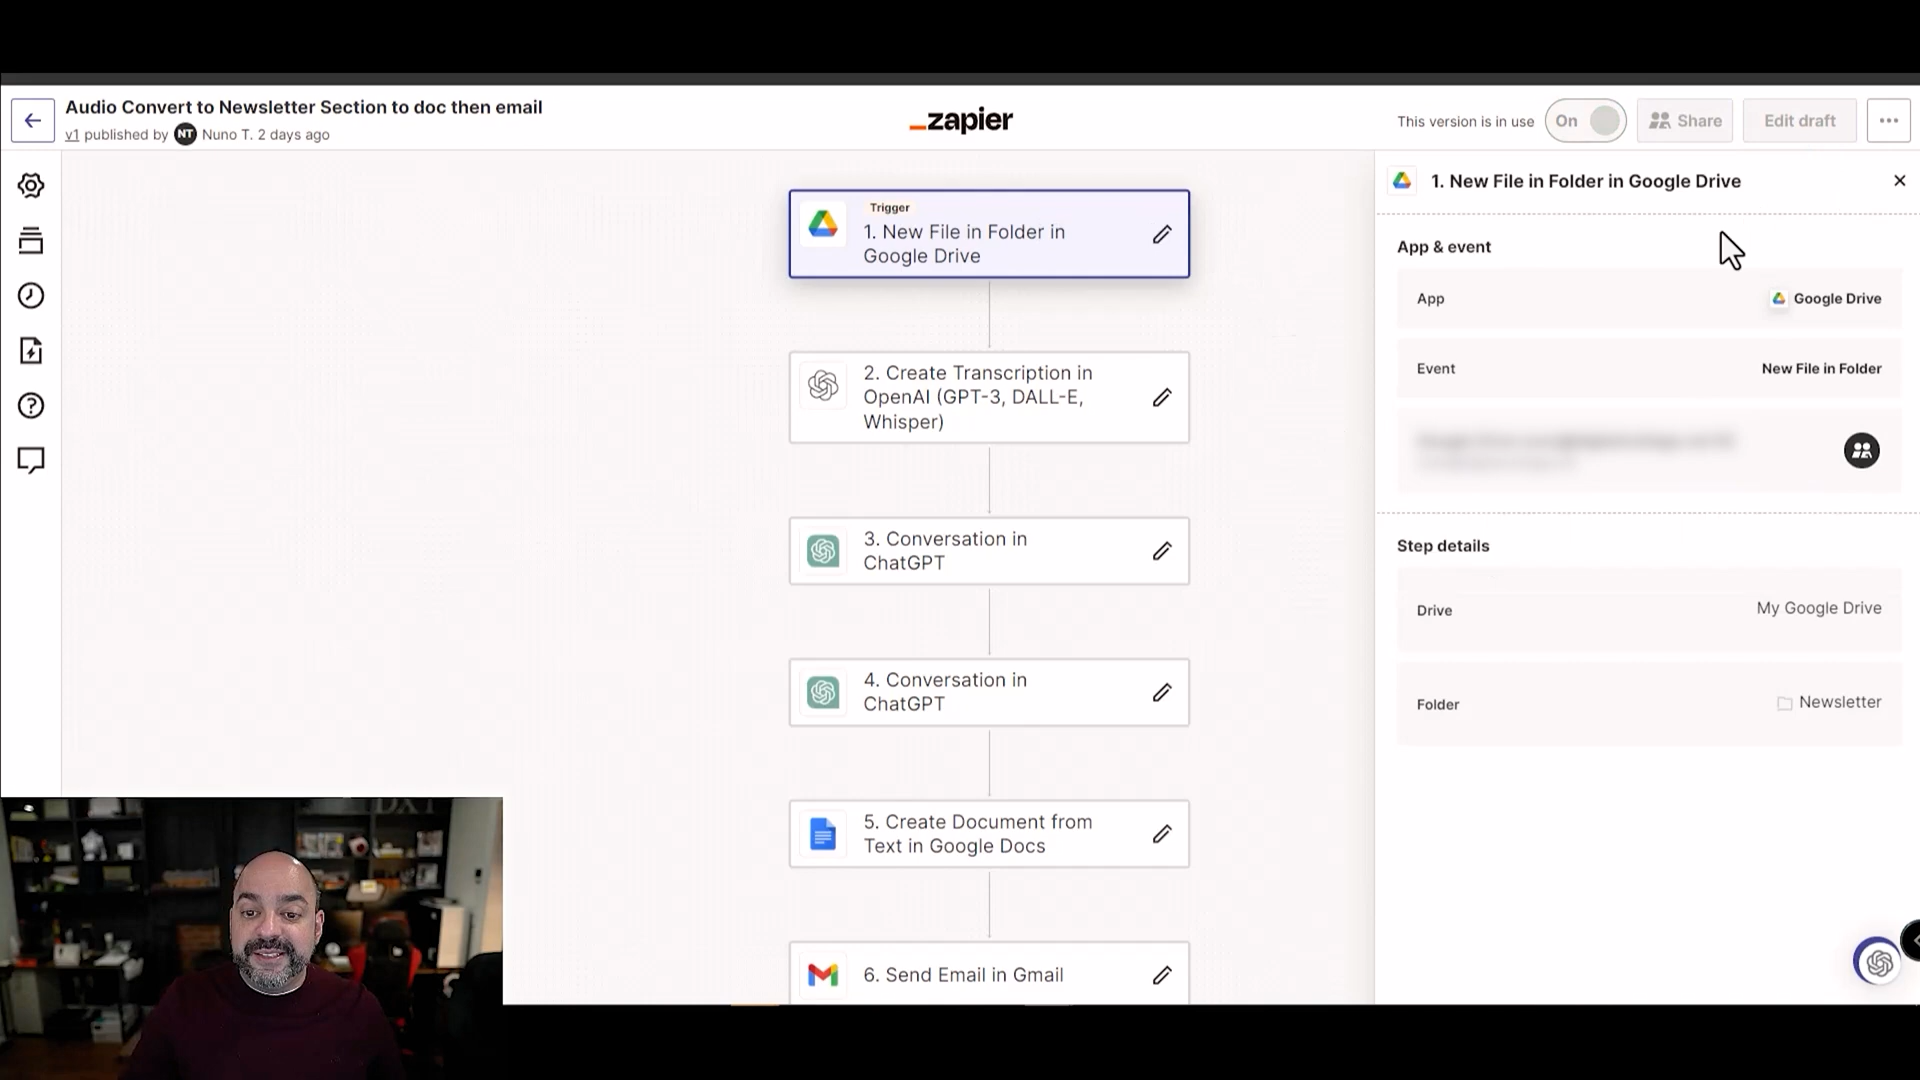 Audio Convert to Newsletter Section to doc then email
v1 published by NT Nuno T. 2 days ago
zapier
This version is in use
On
Share
Edit draft
Trigger
1. New File in Folder in
Google Drive
2. Create Transcription in
OpenAI (GPT-3, DALL-E,
Whisper)
3. Conversation in
ChatGPT
4. Conversation in
ChatGPT
5. Create Document from
Text in Google Docs
6. Send Email in Gmail
1. New File in Folder in Google Drive
App & event
App Google Drive
Event New File in Folder
Step details
Drive My Google Drive
Folder Newsletter